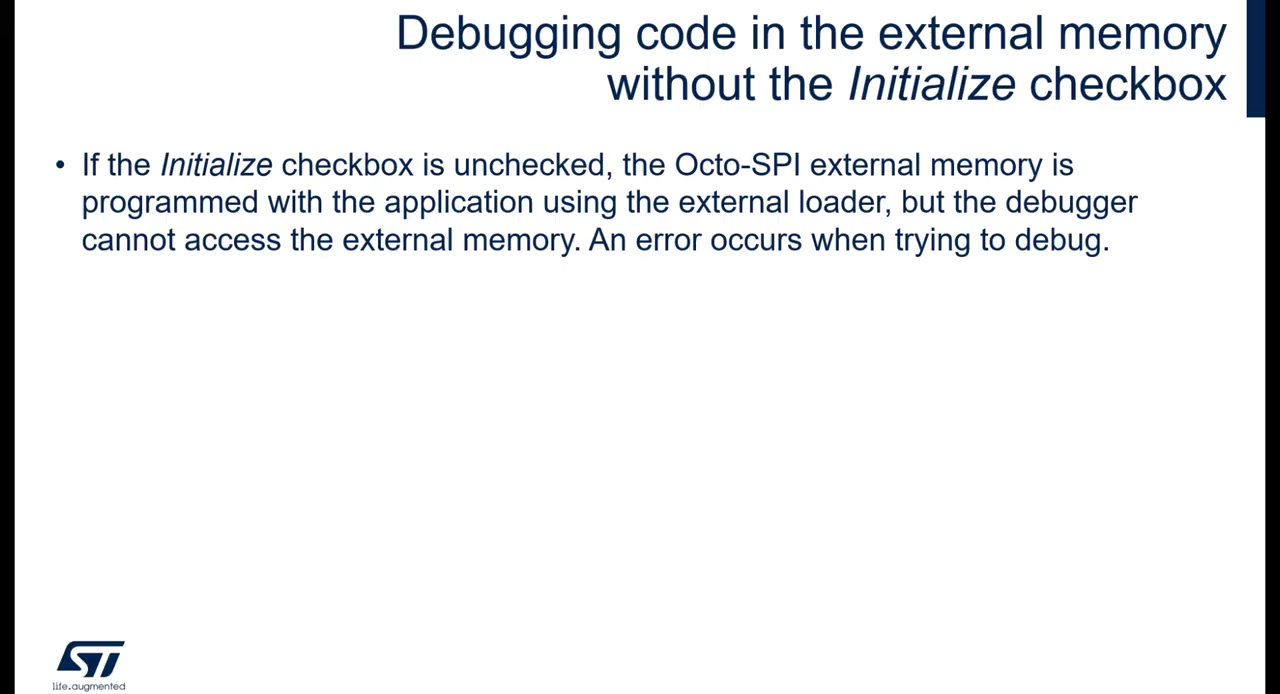 Debugging code in the external memory
without the Initialize checkbox
• If the Initialize checkbox is unchecked, the Octo-SPI external memory is
programmed with the application using the external loader, but the debugger
cannot access the external memory. An error occurs when trying to debug.
ST
life.augmented